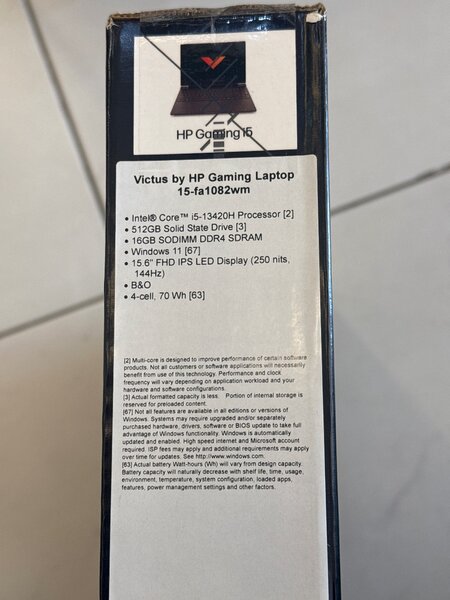 HP Gaming 15
Victus by HP Gaming Laptop
15-fa1082wm
• Intel® Core™ i5-13420H Processor [2]
• 512GB Solid State Drive [3]
• 16GB SODIMM DDR4 SDRAM
• Windows 11 [67]
• 15.6" FHD IPS LED Display (250 nits,
144Hz)
• B&O
• 4-cell, 70 Wh [63]
[2] Multi-core is designed to improve performance of certain software
products. Not all customers or software applications will necessarily
benefit from use of this technology. Performance and clock
frequency will vary depending on application workload and your
hardware and software configurations.
[3] Actual formatted capacity is less. Portion of internal storage is
reserved for preloaded content.
[67] Not all features are available in all editions or versions of
Windows. Systems may require upgraded and/or separately
purchased hardware, drivers, software or BIOS update to take full
advantage of Windows functionality. Windows is automatically
updated and enabled. High speed internet and Microsoft account
required. ISP fees may apply and additional requirements may apply
over time for updates. See http://www.windows.com.
[63] Actual battery Watt-hours (Wh) will vary from design capacity.
Battery capacity will naturally decrease with shelf life, time, usage,
environment, temperature, system configuration, loaded apps,
features, power management settings and other factors.